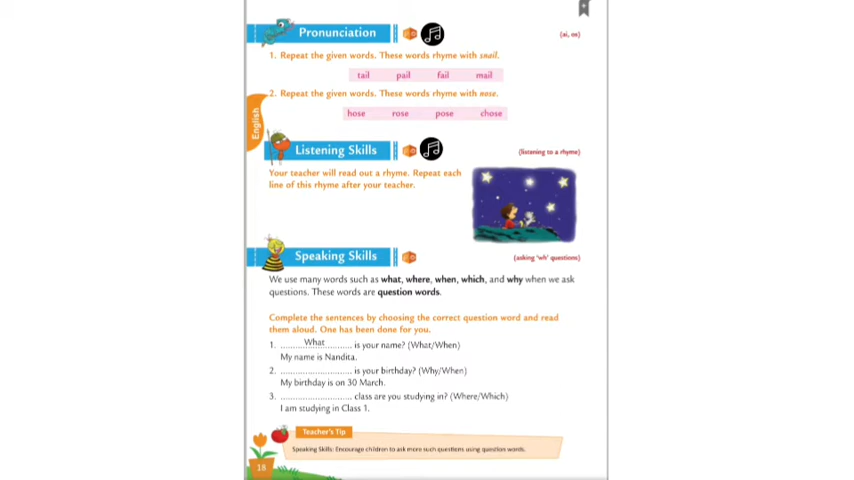 Pronunciation
(ai, os)
1. Repeat the given words. These words rhyme with snail.
tail pail fail mail
2. Repeat the given words. These words rhyme with nose.
hose rose pose chose
English
Listening Skills
(listening to a rhyme)
Your teacher will read out a rhyme. Repeat each
line of this rhyme after your teacher.
Speaking Skills
(asking 'wh' questions)
We use many words such as what, where, when, which, and why when we ask
questions. These words are question words.
Complete the sentences by choosing the correct question word and read
them aloud. One has been done for you.
1. ........What........ is your name? (What/When)
My name is Nandita.
2. ............................ is your birthday? (Why/When)
My birthday is on 30 March.
3. ............................ class are you studying in? (Where/Which)
I am studying in Class 1.
Teacher's Tip
Speaking Skills: Encourage children to ask more such questions using question words.
18